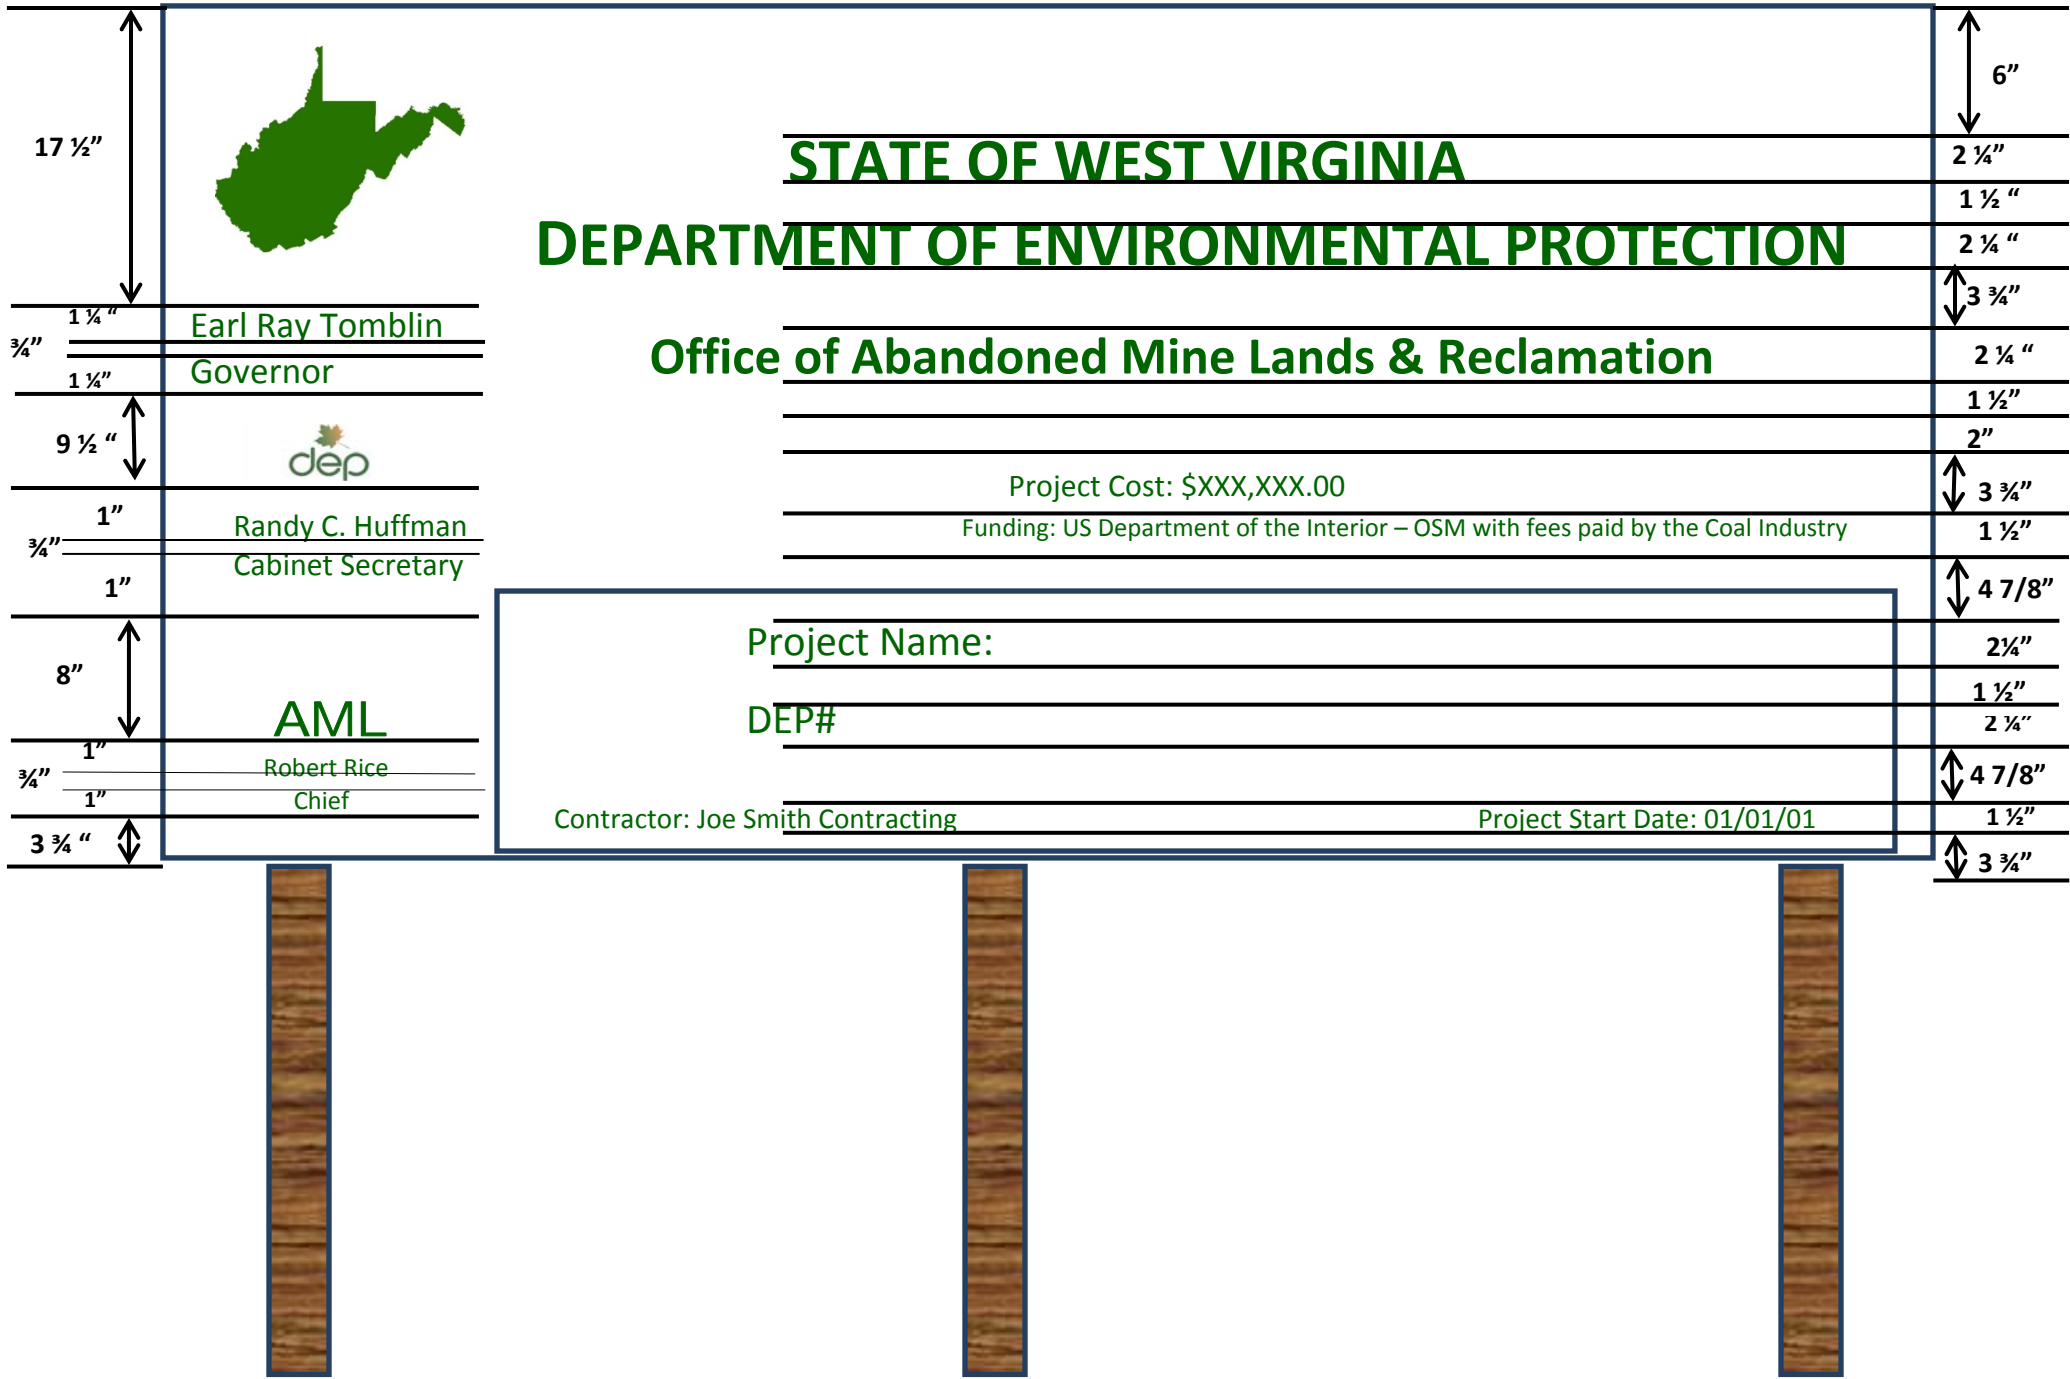 6”
17 ½”
STATE OF WEST VIRGINIA
2 ¼”
1 ½ “
DEPARTMENT OF ENVIRONMENTAL PROTECTION
2 ¼ “
3 ¾”
1 ¼ “
Earl Ray Tomblin
¾”
Office of Abandoned Mine Lands & Reclamation
2 ¼ “
1 ¼”
Governor
1 ½”
9 ½ “
2”
dep
Project Cost: $XXX,XXX.00
3 ¾”
1”
Randy C. Huffman
Funding: US Department of the Interior – OSM with fees paid by the Coal Industry
1 ½”
¾”
Cabinet Secretary
1”
4 7/8”
Project Name:
2¼”
8”
1 ½”
AML
DEP#
2 ¼”
1”
Robert Rice
¾”
4 7/8”
1”
Chief
Contractor: Joe Smith Contracting
Project Start Date: 01/01/01
1 ½”
3 ¾ “
3 ¾”